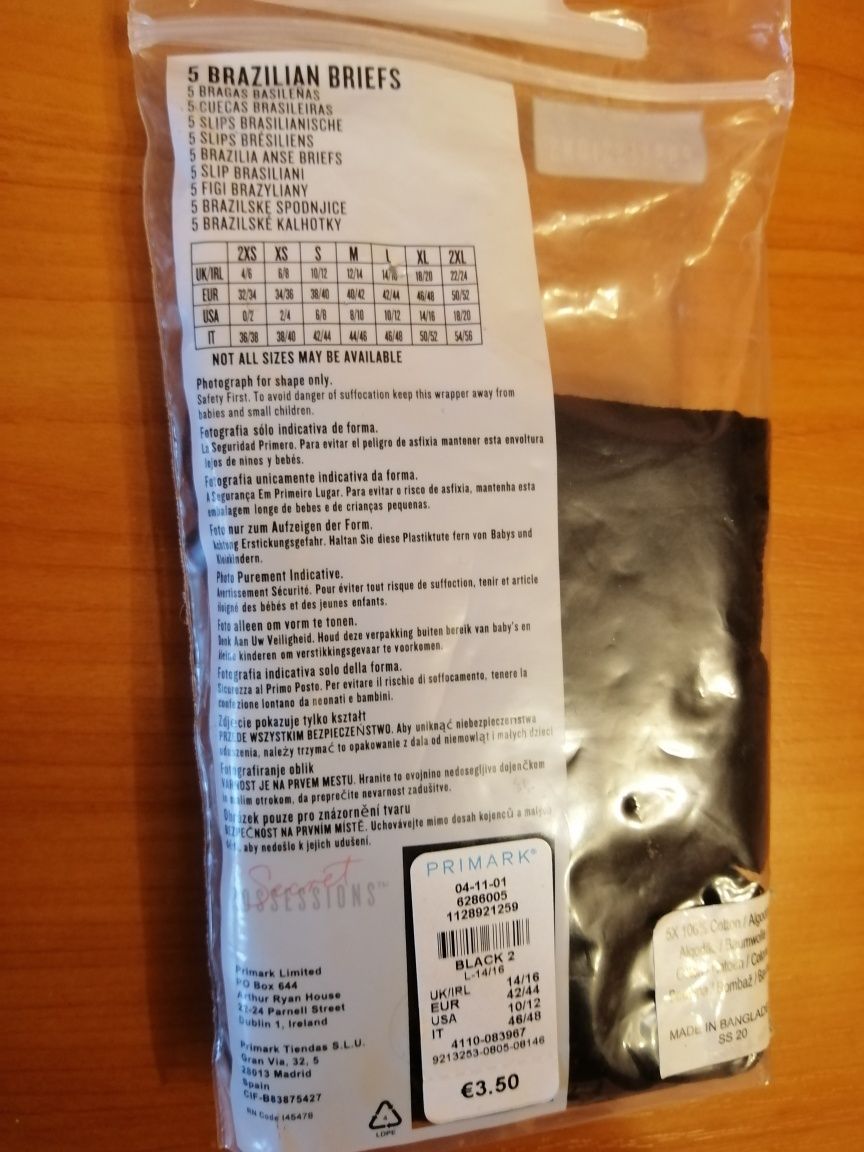 5 BRAZILIAN BRIEFS
5 BRAGAS BASILEÑAS
5 CUECAS BRASILEIRAS
5 SLIPS BRASILIANISCHE
5 SLIPS BRÉSILIENS
5 BRAZILIA ANSE BRIEFS
5 SLIP BRASILIANI
5 FIGI BRAZYLIANY
5 BRAZILSKE SPODNJICE
5 BRAZILSKÉ KALHOTKY
2XS XS S M L XL 2XL
UK/IRL 4/6 6/8 10/12 12/14 14/16 18/20 22/24
EUR 32/34 34/36 38/40 40/42 42/44 46/48 50/52
USA 0/2 2/4 6/8 8/10 10/12 14/16 18/20
IT 36/38 38/40 42/44 44/46 46/48 50/52 54/56
NOT ALL SIZES MAY BE AVAILABLE
Photograph for shape only.
Safety First. To avoid danger of suffocation keep this wrapper away from
babies and small children.
Fotografia sólo indicativa de forma.
La Seguridad Primero. Para evitar el peligro de asfixia mantener esta envoltura
lejos de ninos y bebés.
Fotografia unicamente indicativa da forma.
A Segurança Em Primeiro Lugar. Para evitar o risco de asfixia, mantenha esta
embalagem longe de bebes e de crianças pequenas.
Foto nur zum Aufzeigen der Form.
Achtung Erstickungsgefahr. Haltan Sie diese Plastiktute fern von Babys und
Kleinkindern.
Photo Purement Indicative.
Avertissement Sécurité. Pour éviter tout risque de suffoction, tenir et article
éloigné des bébés et des jeunes enfants.
Foto alleen om vorm te tonen.
Denk Aan Uw Veiligheid. Houd deze verpakking buiten bereik van baby's en
kleine kinderen om verstikkingsgevaar te voorkomen.
Fotografia indicativa solo della forma.
Sicurezza al Primo Posto. Per evitare il rischio di soffocamento, tenere la
confezione lontano da neonati e bambini.
Zdjęcie pokazuje tylko kształt
PRZEDE WSZYSTKIM BEZPIECZEŃSTWO. Aby uniknąć niebezpieczeństwa
uduszenia, należy trzymać to opakowanie z dala od niemowląt i małych dzieci
Fotografiranje oblik
VARNOST JE NA PRVEM MESTU. Hranite to ovojnino nedosegljivo dojenčkom
in malim otrokom, da preprečite nevarnost zadušitve.
Obrázek pouze pro znázornění tvaru
BEZPEČNOST NA PRVNÍM MÍSTĚ. Uchovávejte mimo dosah kojenců a malých
dětí, aby nedošlo k jejich udušení.
Secret
POSSESSIONS™
Primark Limited
PO Box 644
Arthur Ryan House
22-24 Parnell Street
Dublin 1, Ireland
Primark Tiendas S.L.U.
Gran Via, 32, 5
28013 Madrid
Spain
CIF-B83875427
RN Code 145478
4
LDPE
PRIMARK®
04-11-01
6286005
1128921259
BLACK 2
L-14/16
UK/IRL 14/16
EUR 42/44
USA 10/12
IT 46/48
4110-083967
9213253-0805-08146
€3.50
5X 100% Cotton / Algod
/ Baumwolle
/ Coton
/ Bombaž / Ba
MADE IN BANGLAD
SS 20